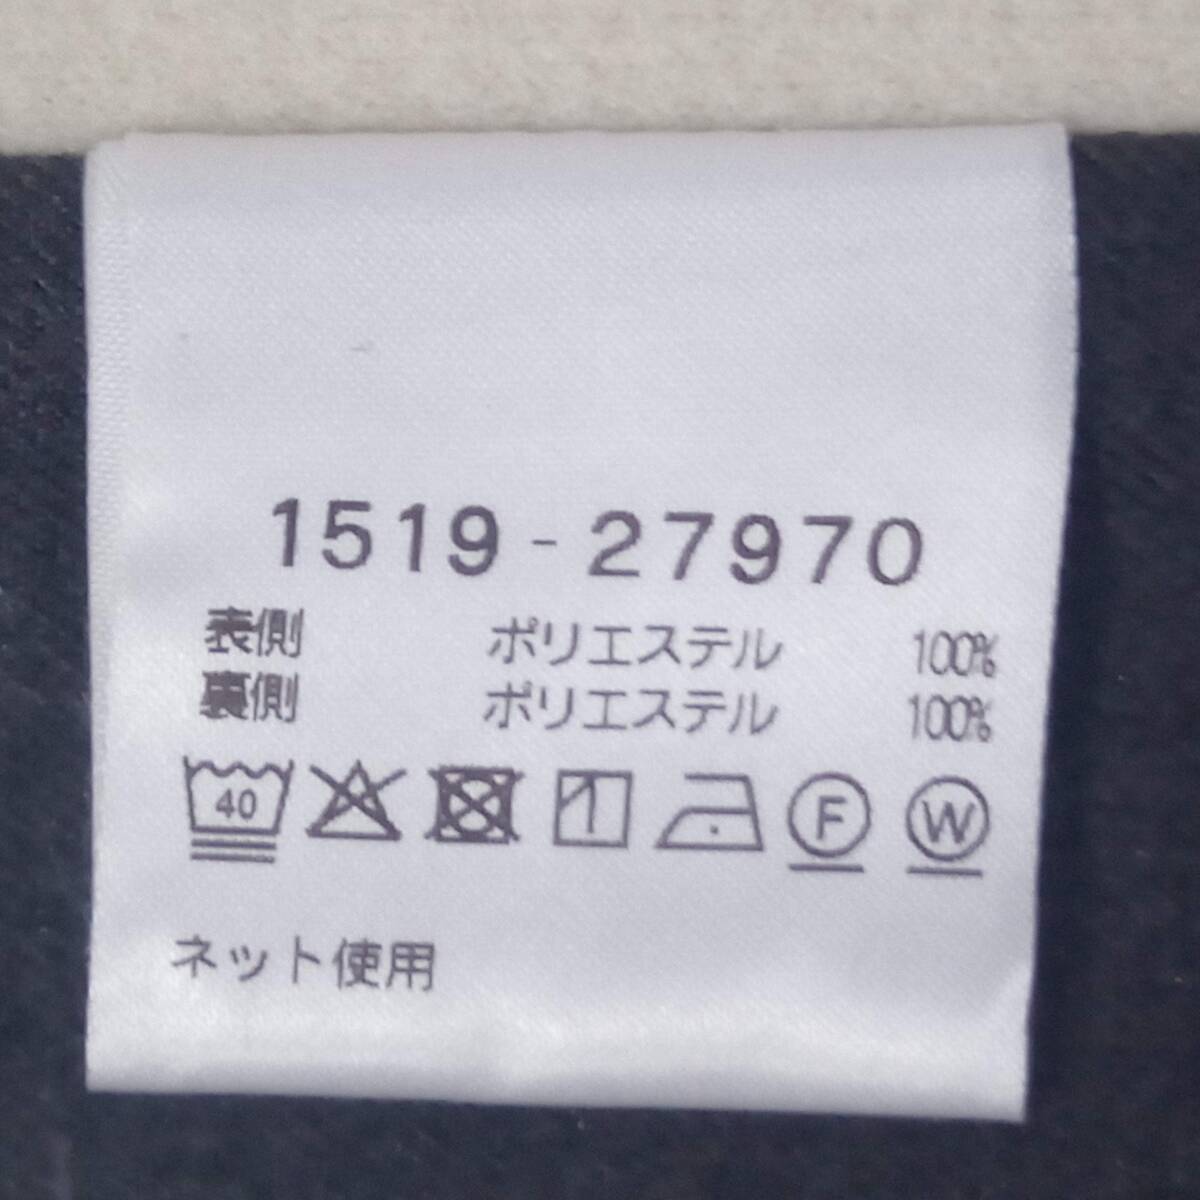 1519-27970
表側 ポリエステル 100%
裏側 ポリエステル 100%
40 F W
ネット使用